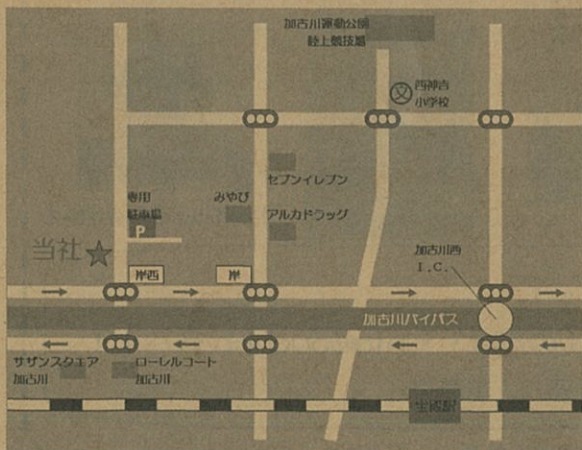 加古川運動公園
陸上競技場
西神吉
小学校
セブンイレブン
専用
駐車場
P
みやび
アルカドラッグ
当社
加古川西
I.C.
岸西
岸
加古川バイパス
サザンスクエア
加古川
ローレルコート
加古川
宝殿駅